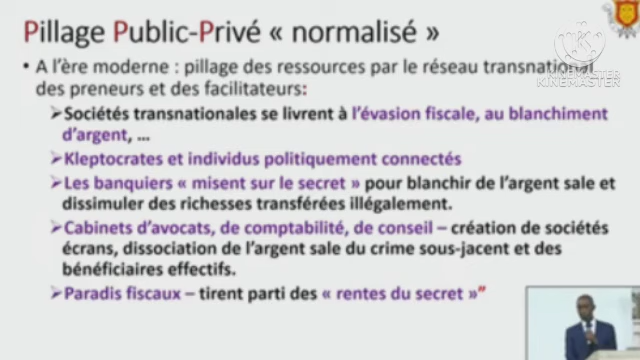 Pillage Public-Privé « normalisé »
• A l'ère moderne : pillage des ressources par le réseau transnational
des preneurs et des facilitateurs:
➢Sociétés transnationales se livrent à l'évasion fiscale, au blanchiment
d'argent, ...
➢Kleptocrates et individus politiquement connectés
➢Les banquiers « misent sur le secret » pour blanchir de l'argent sale et
dissimuler des richesses transférées illégalement.
➢Cabinets d'avocats, de comptabilité, de conseil – création de sociétés
écrans, dissociation de l'argent sale du crime sous-jacent et des
bénéficiaires effectifs.
➢Paradis fiscaux – tirent parti des « rentes du secret »”
KINEMASTER
KINEMASTER